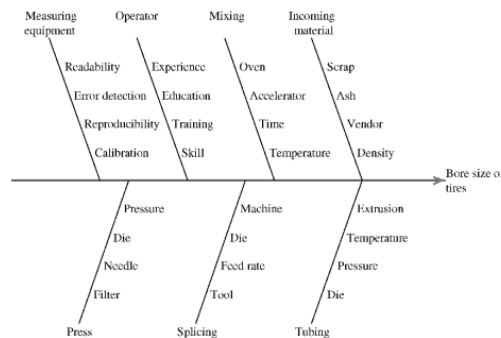 Measuring
equipment
Operator
Mixing
Incoming
material
Readability
Error detection
Reproducibility
Calibration
Experience
Education
Training
Skill
Oven
Accelerator
Time
Temperature
Scrap
Ash
Vendor
Density
Bore size of
tires
Pressure
Die
Needle
Filter
Press
Machine
Die
Feed rate
Tool
Splicing
Extrusion
Temperature
Pressure
Die
Tubing